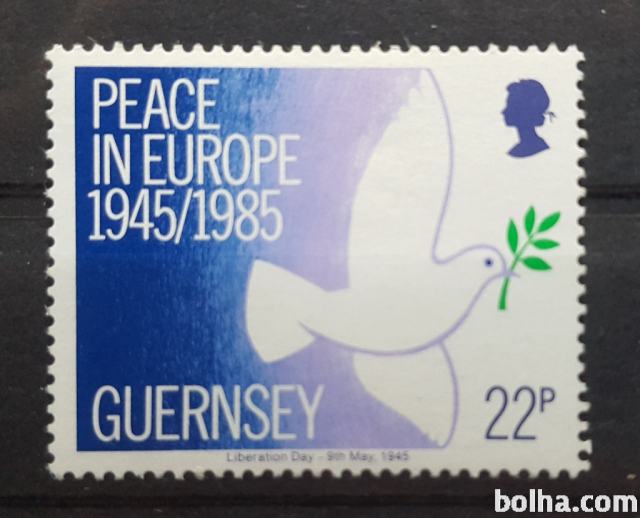 PEACE
IN EUROPE
1945/1985
GUERNSEY
22P
Liberation Day - 9th May, 1945
bolha.com